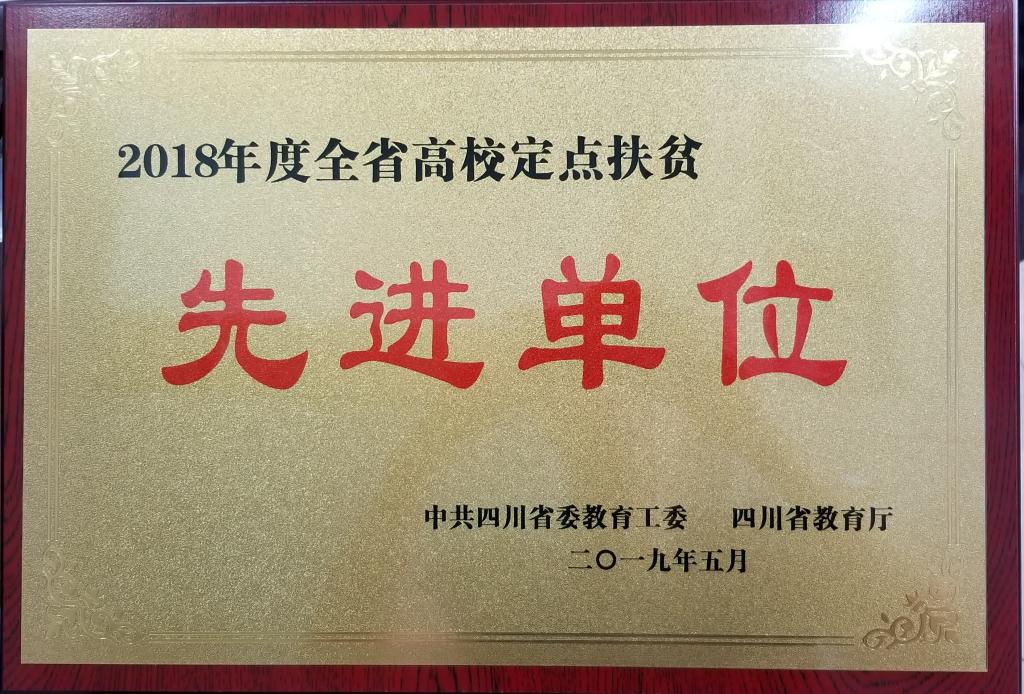 2018年度全省高校定点扶贫
先进单位
中共四川省委教育工委 四川省教育厅
二〇一九年五月